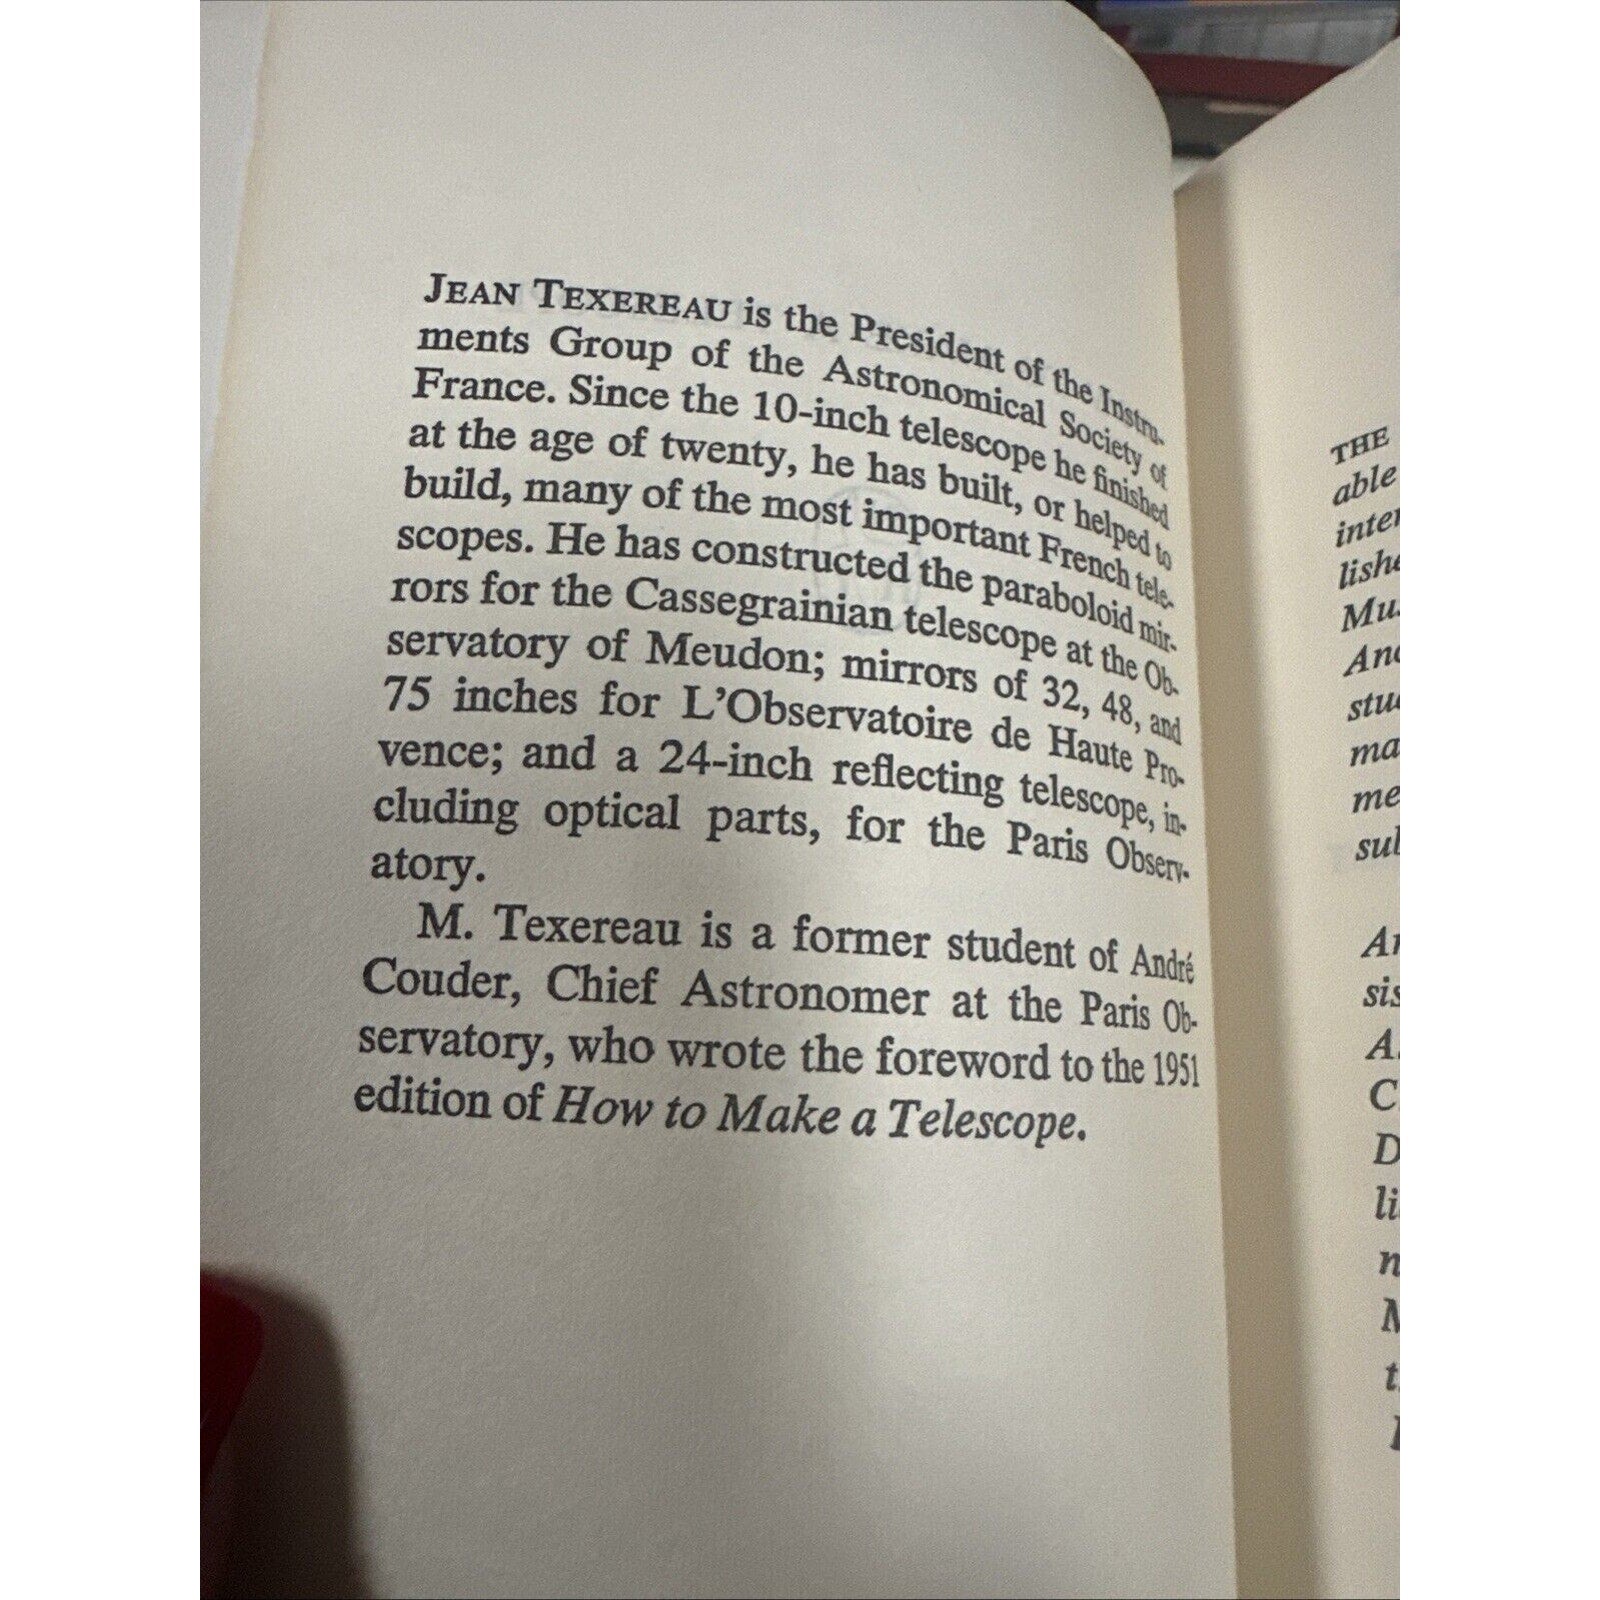 JEAN TEXEREAU is the President of the Instru-
ments Group of the Astronomical Society of
France. Since the 10-inch telescope he finished
at the age of twenty, he has built, or helped to
build, many of the most important French tele-
scopes. He has constructed the paraboloid mir-
rors for the Cassegrainian telescope at the Ob-
servatory of Meudon; mirrors of 32, 48, and
75 inches for L'Observatoire de Haute Pro-
vence; and a 24-inch reflecting telescope, in-
cluding optical parts, for the Paris Observ-
atory.
M. Texereau is a former student of André
Couder, Chief Astronomer at the Paris Ob-
servatory, who wrote the foreword to the 1951
edition of How to Make a Telescope.
THE
able